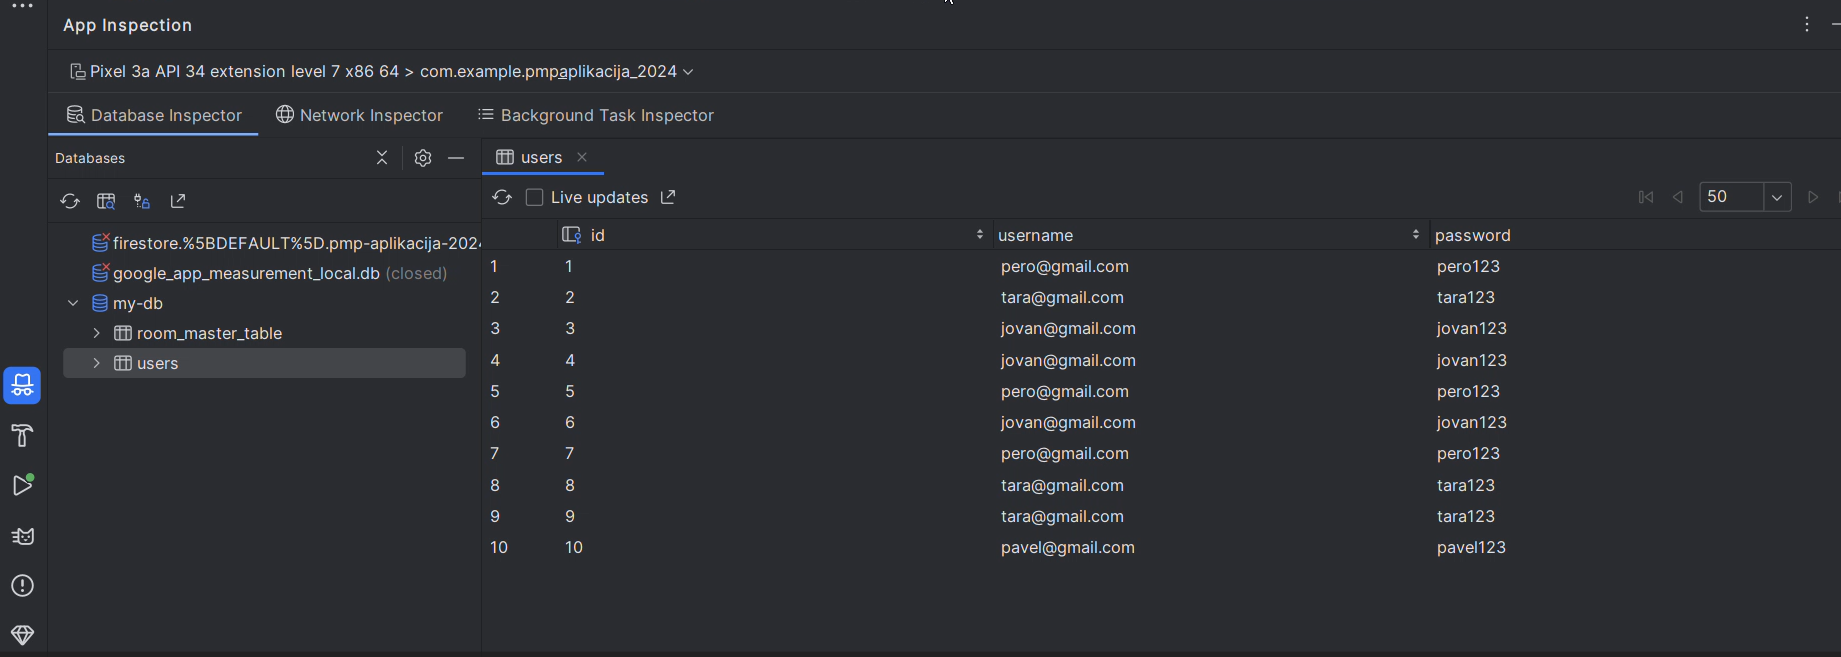 App Inspection
Pixel 3a API 34 extension level 7 x86 64 > com.example.pmpaplikacija_2024
Database Inspector Network Inspector Background Task Inspector
Databases
users
Live updates
50
firestore.%5BDEFAULT%5D.pmp-aplikacija-202
google_app_measurement_local.db (closed)
my-db
room_master_table
users
id username password
1 1 pero@gmail.com pero123
2 2 tara@gmail.com tara123
3 3 jovan@gmail.com jovan123
4 4 jovan@gmail.com jovan123
5 5 pero@gmail.com pero123
6 6 jovan@gmail.com jovan123
7 7 pero@gmail.com pero123
8 8 tara@gmail.com tara123
9 9 tara@gmail.com tara123
10 10 pavel@gmail.com pavel123